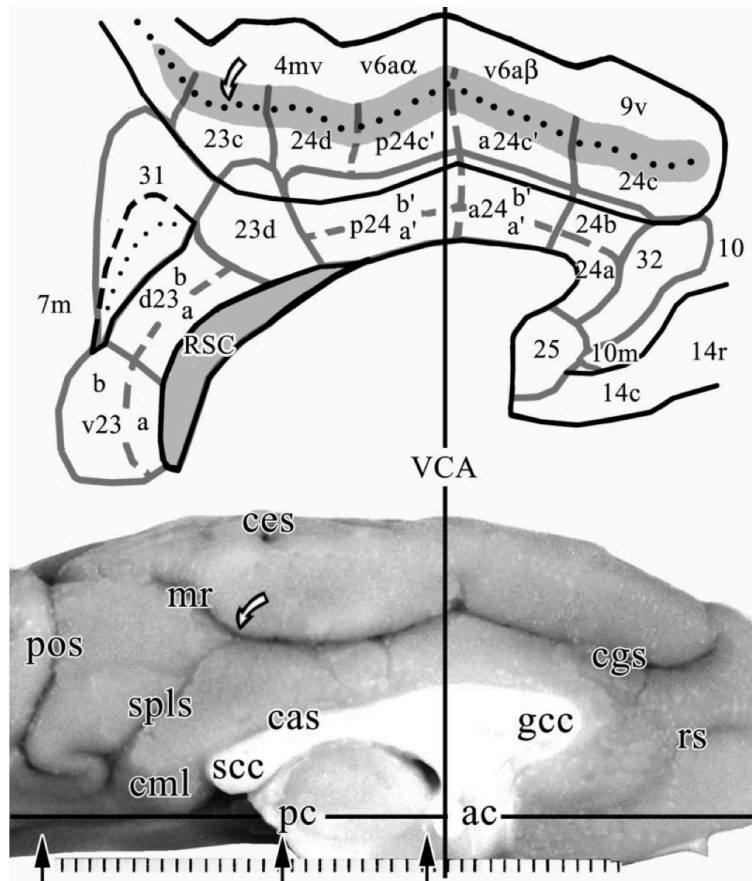 4mv v6aα v6aβ
9v
23c 24d p24c' a24c'
31 24c
23d p24 b' a' a24 b' a' 24b 32 10
24a
7m d23 b a
RSC 25 10m 14r
b
v23 a 14c
VCA
ces
mr
pos cgs
spls
cas gcc rs
scc
cml
pc ac